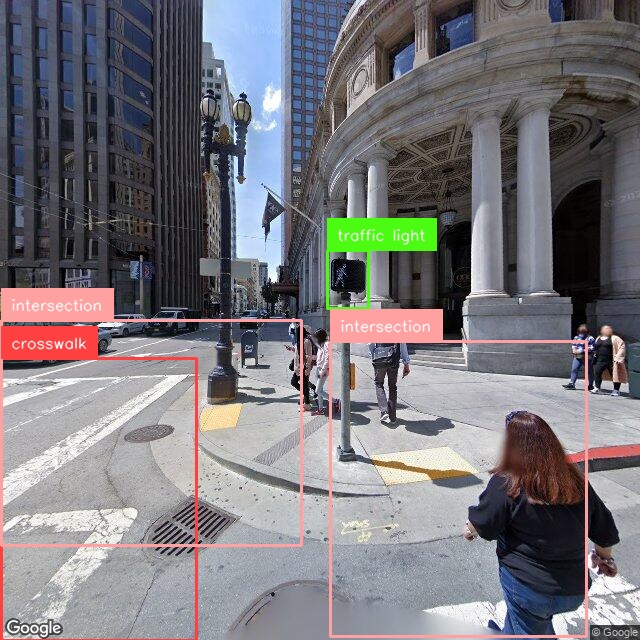 traffic light
intersection
intersection
crosswalk
Google
© Google